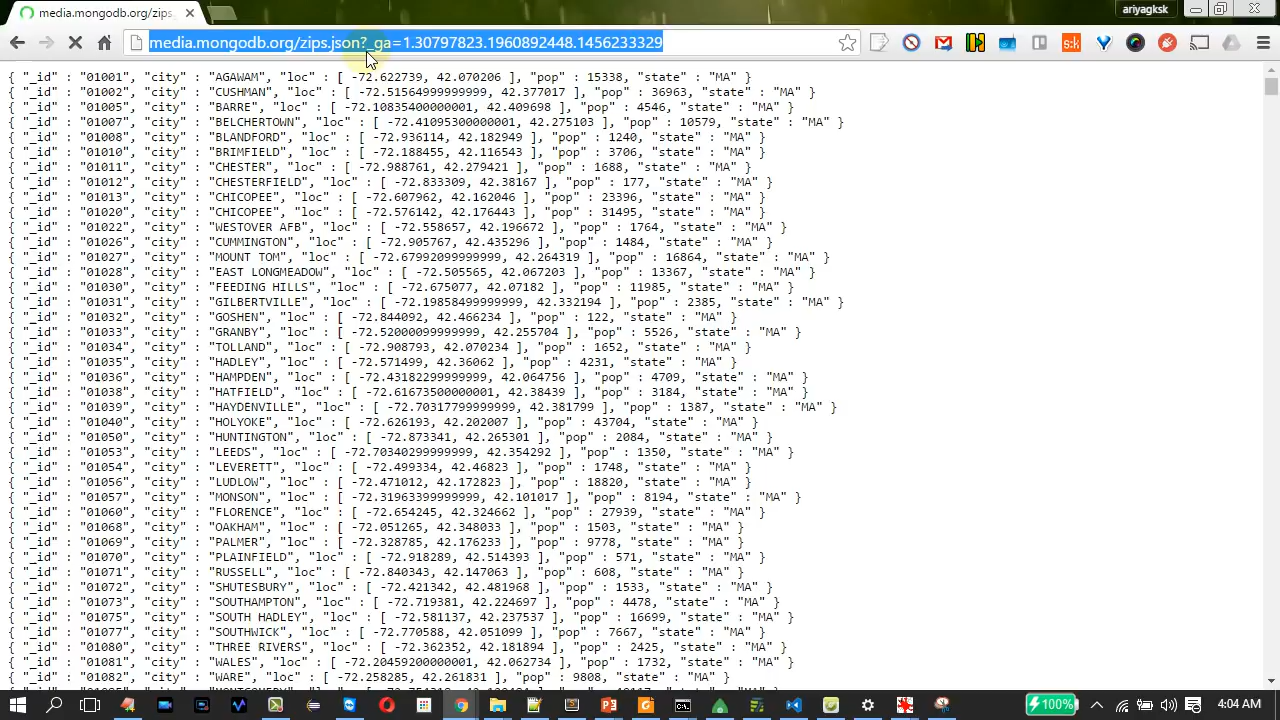 media.mongodb.org/zips.js
ariyagksk
media.mongodb.org/zips.json?_ga=1.30797823.1960892448.1456233329
{ "_id" : "01001", "city" : "AGAWAM", "loc" : [ -72.622739, 42.070206 ], "pop" : 15338, "state" : "MA" }
{ "_id" : "01002", "city" : "CUSHMAN", "loc" : [ -72.51564999999999, 42.377017 ], "pop" : 36963, "state" : "MA" }
{ "_id" : "01005", "city" : "BARRE", "loc" : [ -72.10835400000001, 42.409698 ], "pop" : 4546, "state" : "MA" }
{ "_id" : "01007", "city" : "BELCHERTOWN", "loc" : [ -72.41095300000001, 42.275103 ], "pop" : 10579, "state" : "MA" }
{ "_id" : "01008", "city" : "BLANDFORD", "loc" : [ -72.936114, 42.182949 ], "pop" : 1240, "state" : "MA" }
{ "_id" : "01010", "city" : "BRIMFIELD", "loc" : [ -72.188455, 42.116543 ], "pop" : 3706, "state" : "MA" }
{ "_id" : "01011", "city" : "CHESTER", "loc" : [ -72.988761, 42.279421 ], "pop" : 1688, "state" : "MA" }
{ "_id" : "01012", "city" : "CHESTERFIELD", "loc" : [ -72.833309, 42.38167 ], "pop" : 177, "state" : "MA" }
{ "_id" : "01013", "city" : "CHICOPEE", "loc" : [ -72.607962, 42.162046 ], "pop" : 23396, "state" : "MA" }
{ "_id" : "01020", "city" : "CHICOPEE", "loc" : [ -72.576142, 42.176443 ], "pop" : 31495, "state" : "MA" }
{ "_id" : "01022", "city" : "WESTOVER AFB", "loc" : [ -72.558657, 42.196672 ], "pop" : 1764, "state" : "MA" }
{ "_id" : "01026", "city" : "CUMMINGTON", "loc" : [ -72.905767, 42.435296 ], "pop" : 1484, "state" : "MA" }
{ "_id" : "01027", "city" : "MOUNT TOM", "loc" : [ -72.67992099999999, 42.264319 ], "pop" : 16864, "state" : "MA" }
{ "_id" : "01028", "city" : "EAST LONGMEADOW", "loc" : [ -72.505565, 42.067203 ], "pop" : 13367, "state" : "MA" }
{ "_id" : "01030", "city" : "FEEDING HILLS", "loc" : [ -72.675077, 42.07182 ], "pop" : 11985, "state" : "MA" }
{ "_id" : "01031", "city" : "GILBERTVILLE", "loc" : [ -72.19858499999999, 42.332194 ], "pop" : 2385, "state" : "MA" }
{ "_id" : "01032", "city" : "GOSHEN", "loc" : [ -72.844092, 42.466234 ], "pop" : 122, "state" : "MA" }
{ "_id" : "01033", "city" : "GRANBY", "loc" : [ -72.52000099999999, 42.255704 ], "pop" : 5526, "state" : "MA" }
{ "_id" : "01034", "city" : "TOLLAND", "loc" : [ -72.908793, 42.070234 ], "pop" : 1652, "state" : "MA" }
{ "_id" : "01035", "city" : "HADLEY", "loc" : [ -72.571499, 42.36062 ], "pop" : 4231, "state" : "MA" }
{ "_id" : "01036", "city" : "HAMPDEN", "loc" : [ -72.43182299999999, 42.064756 ], "pop" : 4709, "state" : "MA" }
{ "_id" : "01038", "city" : "HATFIELD", "loc" : [ -72.61673500000001, 42.38439 ], "pop" : 3184, "state" : "MA" }
{ "_id" : "01039", "city" : "HAYDENVILLE", "loc" : [ -72.70317799999999, 42.381799 ], "pop" : 1387, "state" : "MA" }
{ "_id" : "01040", "city" : "HOLYOKE", "loc" : [ -72.626193, 42.202007 ], "pop" : 43704, "state" : "MA" }
{ "_id" : "01050", "city" : "HUNTINGTON", "loc" : [ -72.873341, 42.265301 ], "pop" : 2084, "state" : "MA" }
{ "_id" : "01053", "city" : "LEEDS", "loc" : [ -72.70340299999999, 42.354292 ], "pop" : 1350, "state" : "MA" }
{ "_id" : "01054", "city" : "LEVERETT", "loc" : [ -72.499334, 42.46823 ], "pop" : 1748, "state" : "MA" }
{ "_id" : "01056", "city" : "LUDLOW", "loc" : [ -72.471012, 42.172823 ], "pop" : 18820, "state" : "MA" }
{ "_id" : "01057", "city" : "MONSON", "loc" : [ -72.31963399999999, 42.101017 ], "pop" : 8194, "state" : "MA" }
{ "_id" : "01060", "city" : "FLORENCE", "loc" : [ -72.654245, 42.324662 ], "pop" : 27939, "state" : "MA" }
{ "_id" : "01068", "city" : "OAKHAM", "loc" : [ -72.051265, 42.348033 ], "pop" : 1503, "state" : "MA" }
{ "_id" : "01069", "city" : "PALMER", "loc" : [ -72.328785, 42.176233 ], "pop" : 9778, "state" : "MA" }
{ "_id" : "01070", "city" : "PLAINFIELD", "loc" : [ -72.918289, 42.514393 ], "pop" : 571, "state" : "MA" }
{ "_id" : "01071", "city" : "RUSSELL", "loc" : [ -72.840343, 42.147063 ], "pop" : 608, "state" : "MA" }
{ "_id" : "01072", "city" : "SHUTESBURY", "loc" : [ -72.421342, 42.481968 ], "pop" : 1533, "state" : "MA" }
{ "_id" : "01073", "city" : "SOUTHAMPTON", "loc" : [ -72.719381, 42.224697 ], "pop" : 4478, "state" : "MA" }
{ "_id" : "01075", "city" : "SOUTH HADLEY", "loc" : [ -72.581137, 42.237537 ], "pop" : 16699, "state" : "MA" }
{ "_id" : "01077", "city" : "SOUTHWICK", "loc" : [ -72.770588, 42.051099 ], "pop" : 7667, "state" : "MA" }
{ "_id" : "01080", "city" : "THREE RIVERS", "loc" : [ -72.362352, 42.181894 ], "pop" : 2425, "state" : "MA" }
{ "_id" : "01081", "city" : "WALES", "loc" : [ -72.20459200000001, 42.062734 ], "pop" : 1732, "state" : "MA" }
{ "_id" : "01082", "city" : "WARE", "loc" : [ -72.258285, 42.261831 ], "pop" : 9808, "state" : "MA" }
100%
4:04 AM